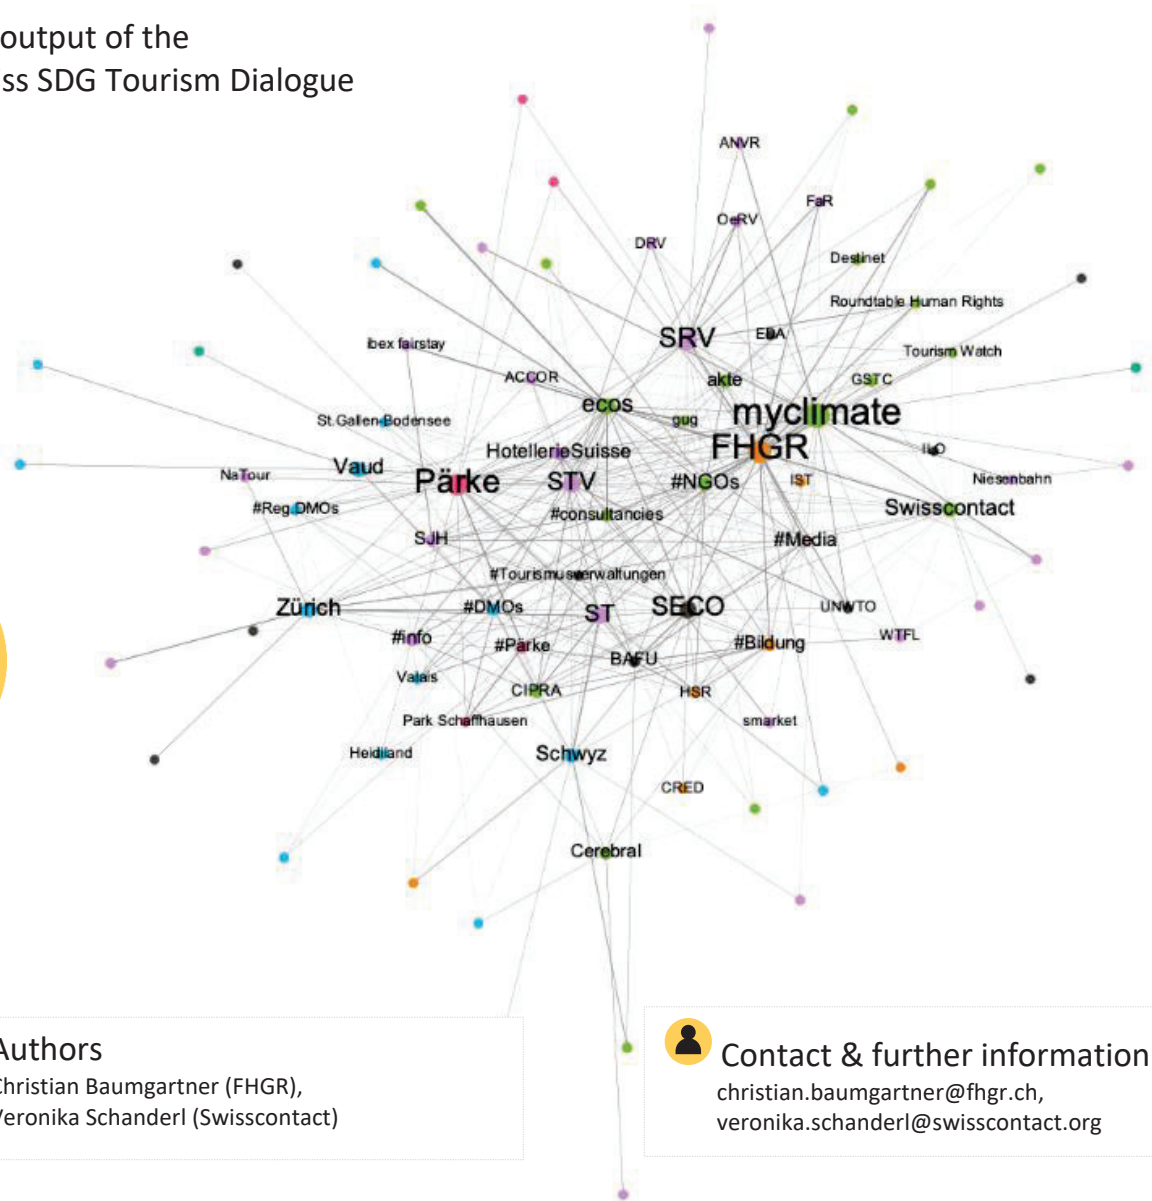 output of the
iss SDG Tourism Dialogue
ANVR
FaR
OeRV
DRV
Destinet
Roundtable Human Rights
SRV
EDA
ibex fairstay
Tourism Watch
ACCOR
akte
GSTC
ecos
myclimate
St.Gallen-Bodensee
gug
FHGR
HotellerieSuisse
ILO
Vaud
NaTour
Pärke
STV
#NGOs
IST
Niesenbahn
#Reg.DMOs
#consultancies
Swisscontact
SJH
#Media
#Tourismusverwaltungen
Zürich
#DMOs
ST
SECO
UNWTO
#info
#Pärke
#Bildung
WTFL
BAFU
Valais
CIPRA
HSR
Park Schaffhausen
smarket
Heidiland
Schwyz
CRED
Cerebral
Authors
Christian Baumgartner (FHGR),
Veronika Schanderl (Swisscontact)
Contact & further information
christian.baumgartner@fhgr.ch,
veronika.schanderl@swisscontact.org